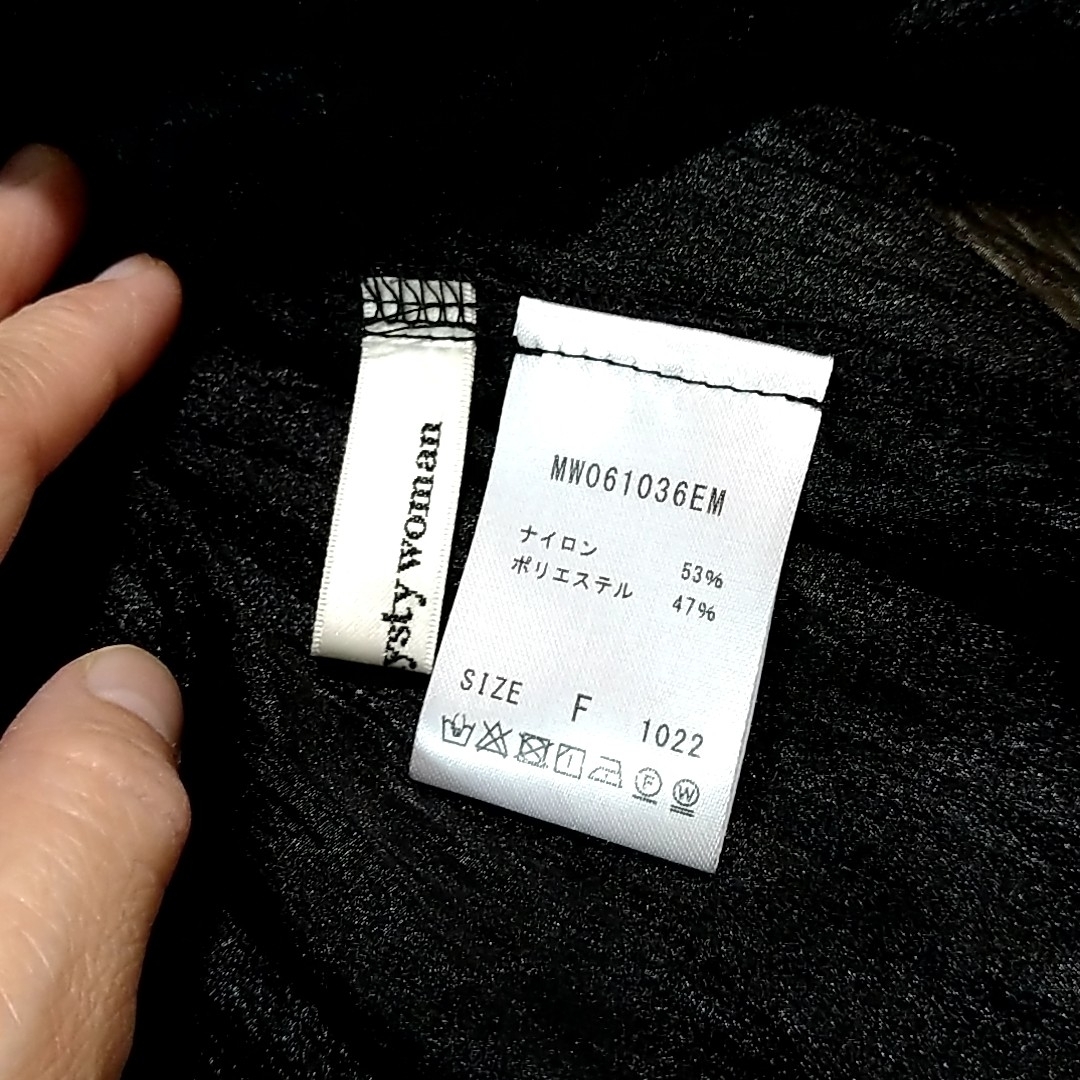 ysty woman
MW061036EM
ナイロン 53%
ポリエステル 47%
SIZE F 1022
F W